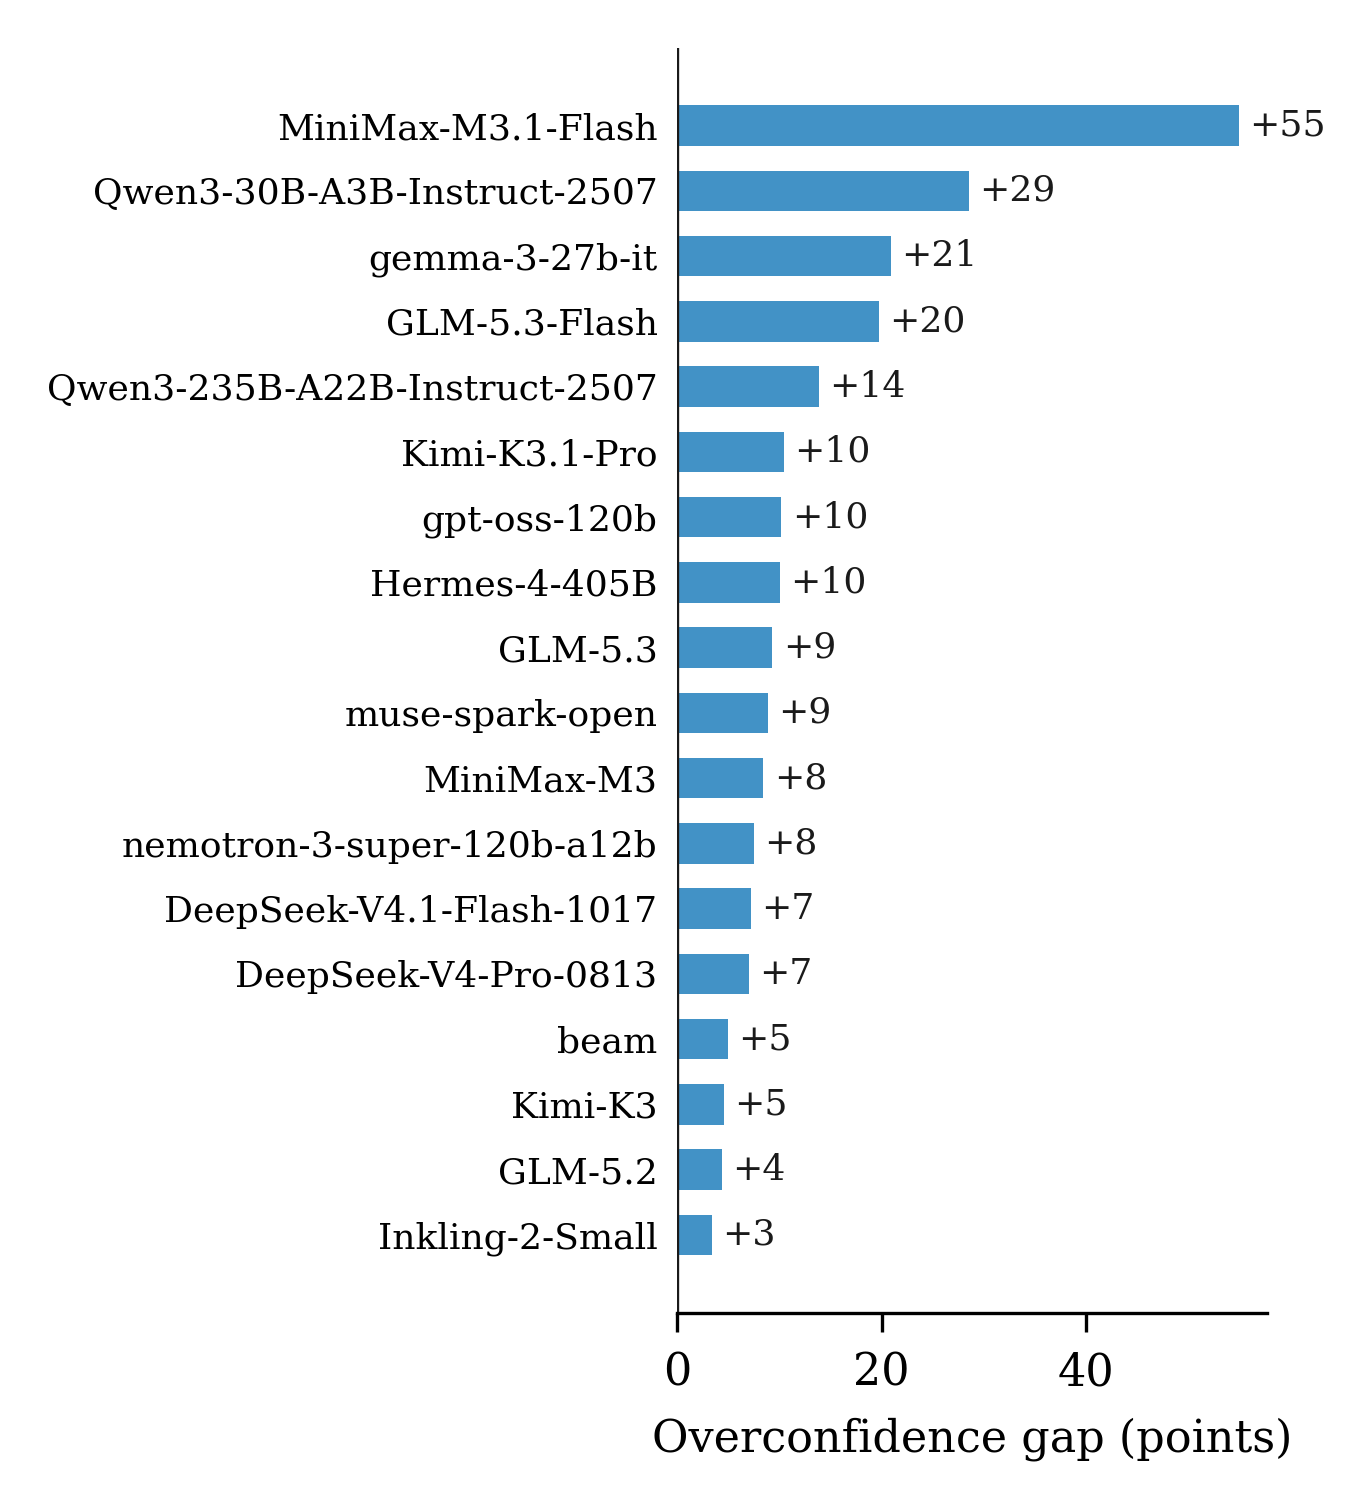 MiniMax-M3.1-Flash +55
Qwen3-30B-A3B-Instruct-2507 +29
gemma-3-27b-it +21
GLM-5.3-Flash +20
Qwen3-235B-A22B-Instruct-2507 +14
Kimi-K3.1-Pro +10
gpt-oss-120b +10
Hermes-4-405B +10
GLM-5.3 +9
muse-spark-open +9
MiniMax-M3 +8
nemotron-3-super-120b-a12b +8
DeepSeek-V4.1-Flash-1017 +7
DeepSeek-V4-Pro-0813 +7
beam +5
Kimi-K3 +5
GLM-5.2 +4
Inkling-2-Small +3
0 20 40
Overconfidence gap (points)